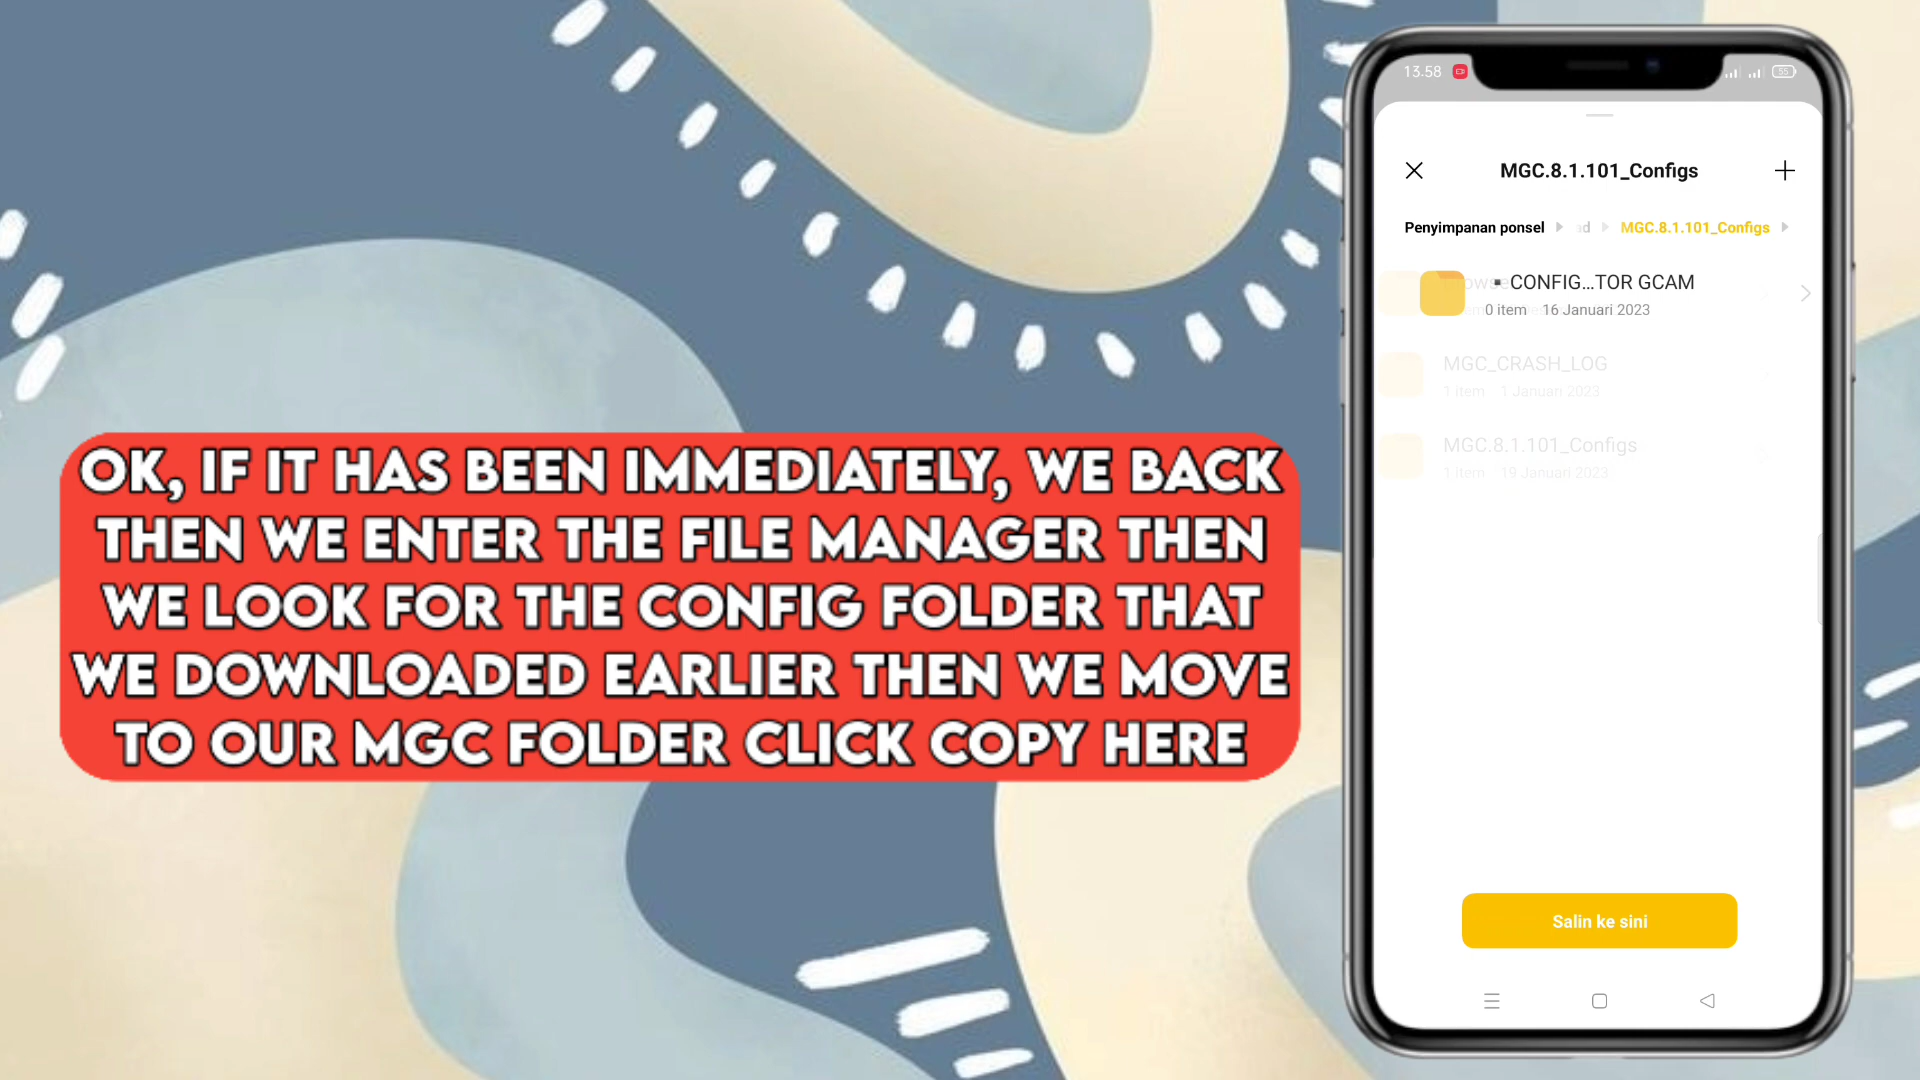 OK, IF IT HAS BEEN IMMEDIATELY, WE BACK
THEN WE ENTER THE FILE MANAGER THEN
WE LOOK FOR THE CONFIG FOLDER THAT
WE DOWNLOADED EARLIER THEN WE MOVE
TO OUR MGC FOLDER CLICK COPY HERE
13.58
55
MGC.8.1.101_Configs
Penyimpanan ponsel
MGC.8.1.101_Configs
CONFIG...TOR GCAM
0 item 16 Januari 2023
MGC_CRASH_LOG
1 item 1 Januari 2023
MGC.8.1.101_Configs
1 item 19 Januari 2023
Salin ke sini